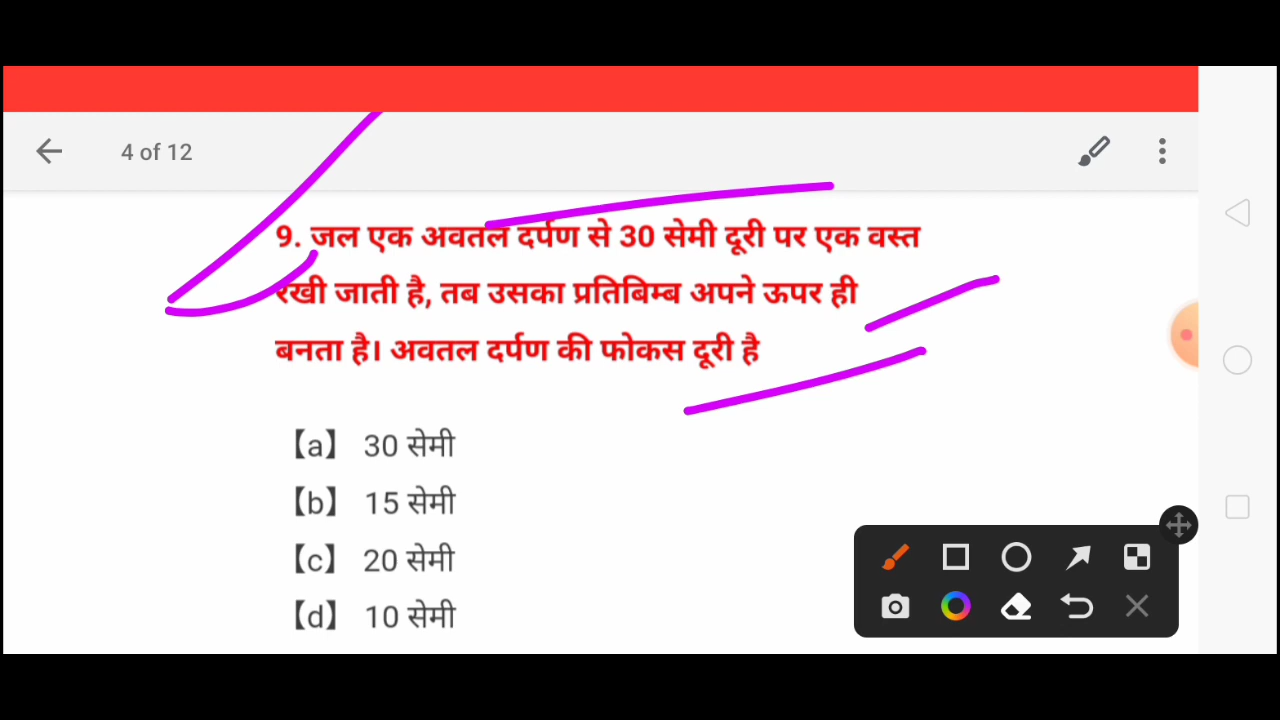 4 of 12
9. जल एक अवतल दर्पण से 30 सेमी दूरी पर एक वस्त
रखी जाती है, तब उसका प्रतिबिम्ब अपने ऊपर ही
बनता है। अवतल दर्पण की फोकस दूरी है
【a】 30 सेमी
【b】 15 सेमी
【c】 20 सेमी
【d】 10 सेमी